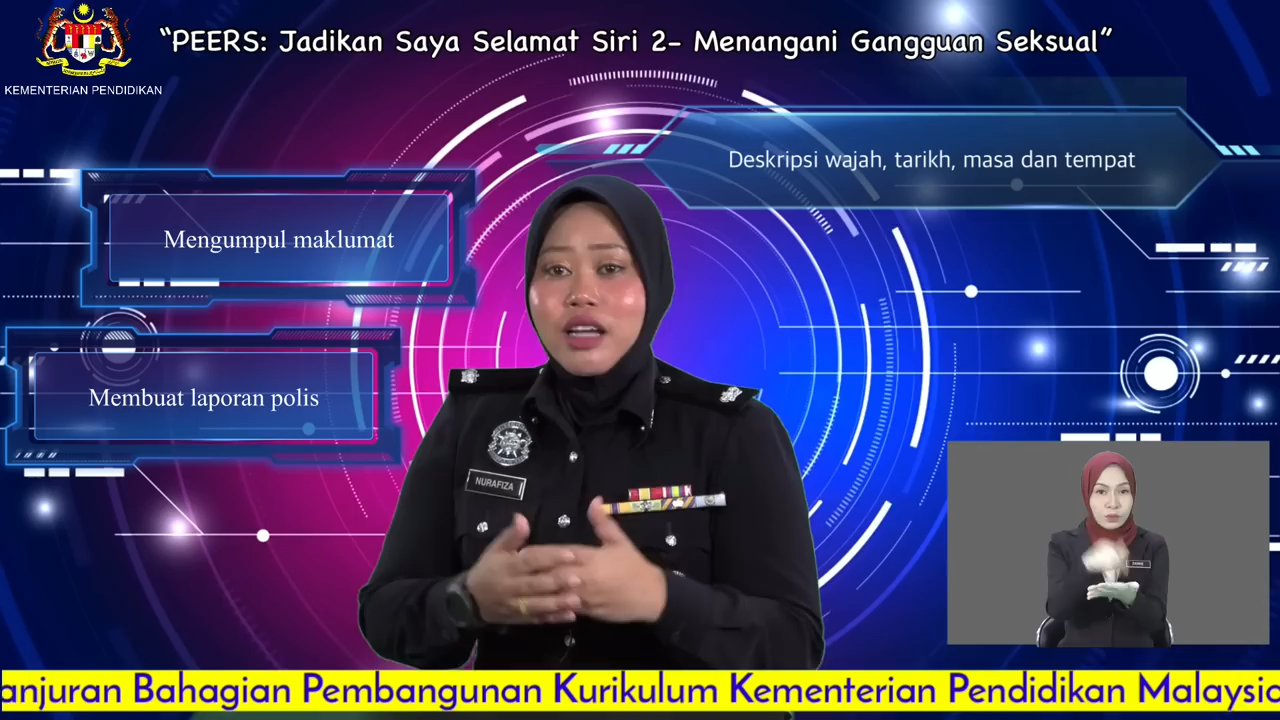 “PEERS: Jadikan Saya Selamat Siri 2- Menangani Gangguan Seksual”
KEMENTERIAN PENDIDIKAN
Deskripsi wajah, tarikh, masa dan tempat
Mengumpul maklumat
Membuat laporan polis
NURAFIZA
anjuran Bahagian Pembangunan Kurikulum Kementerian Pendidikan Malaysia